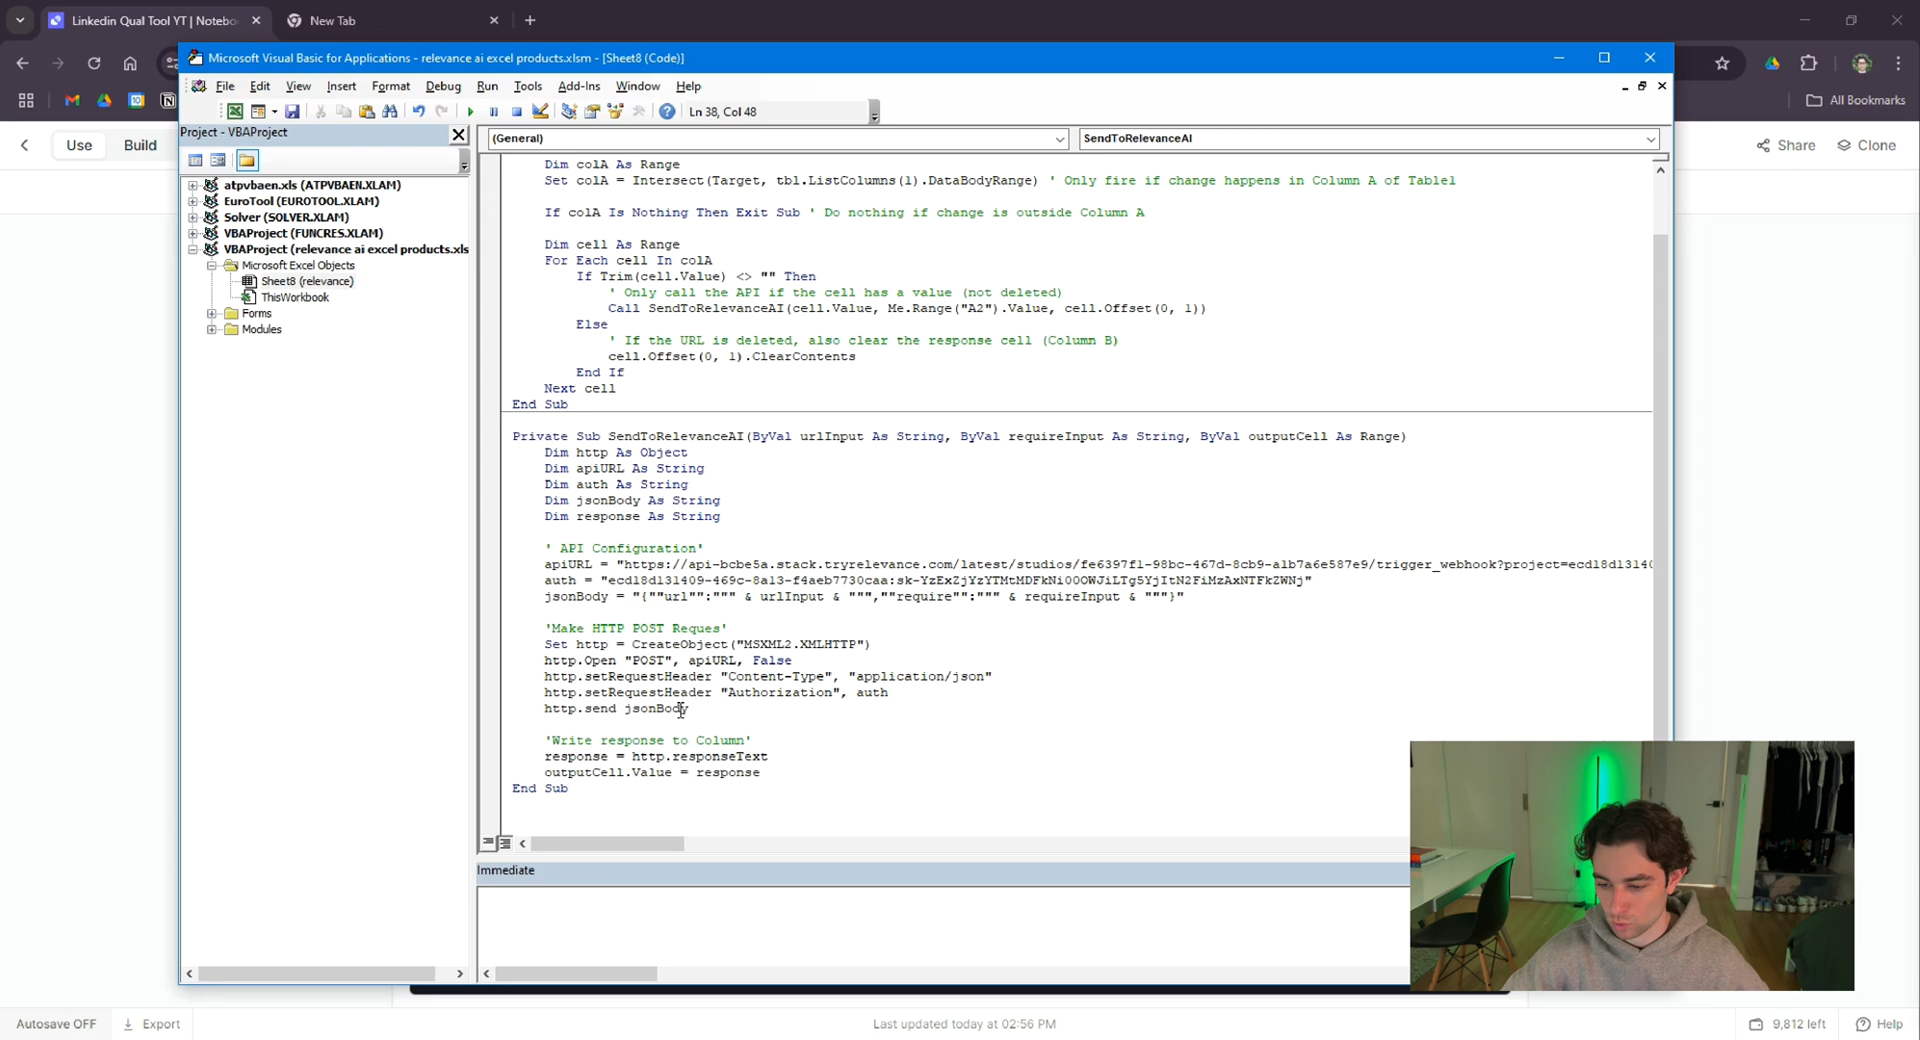 Linkedin Qual Tool YT | Notebo
New Tab
Microsoft Visual Basic for Applications - relevance ai excel products.xlsm - [Sheet8 (Code)]
File Edit View Insert Format Debug Run Tools Add-Ins Window Help
All Bookmarks
Ln 38, Col 48
Use Build
Share Clone
Project - VBAProject
(General)
SendToRelevanceAI
atpvbaen.xls (ATPVBAEN.XLAM)
EuroTool (EUROTOOL.XLAM)
Solver (SOLVER.XLAM)
VBAProject (FUNCRES.XLAM)
VBAProject (relevance ai excel products.xls
Microsoft Excel Objects
Sheet8 (relevance)
ThisWorkbook
Forms
Modules
Dim colA As Range
Set colA = Intersect(Target, tbl.ListColumns(1).DataBodyRange) ' Only fire if change happens in Column A of Table1
If colA Is Nothing Then Exit Sub ' Do nothing if change is outside Column A
Dim cell As Range
For Each cell In colA
If Trim(cell.Value) <> "" Then
' Only call the API if the cell has a value (not deleted)
Call SendToRelevanceAI(cell.Value, Me.Range("A2").Value, cell.Offset(0, 1))
Else
' If the URL is deleted, also clear the response cell (Column B)
cell.Offset(0, 1).ClearContents
End If
Next cell
End Sub
Private Sub SendToRelevanceAI(ByVal urlInput As String, ByVal requireInput As String, ByVal outputCell As Range)
Dim http As Object
Dim apiURL As String
Dim auth As String
Dim jsonBody As String
Dim response As String
' API Configuration'
apiURL = "https://api-bcbe5a.stack.tryrelevance.com/latest/studios/fe6397f1-98bc-467d-8cb9-a1b7a6e587e9/trigger_webhook?project=ecd18d1314
auth =
jsonBody = "{""url"":""" & urlInput & """,""require"":""" & requireInput & """}"
'Make HTTP POST Reques'
Set http = CreateObject("MSXML2.XMLHTTP")
http.Open "POST", apiURL, False
http.setRequestHeader "Content-Type", "application/json"
http.setRequestHeader "Authorization", auth
http.send jsonBody
'Write response to Column'
response = http.responseText
outputCell.Value = response
End Sub
Immediate
Autosave OFF
Export
Last updated today at 02:56 PM
9,812 left
Help